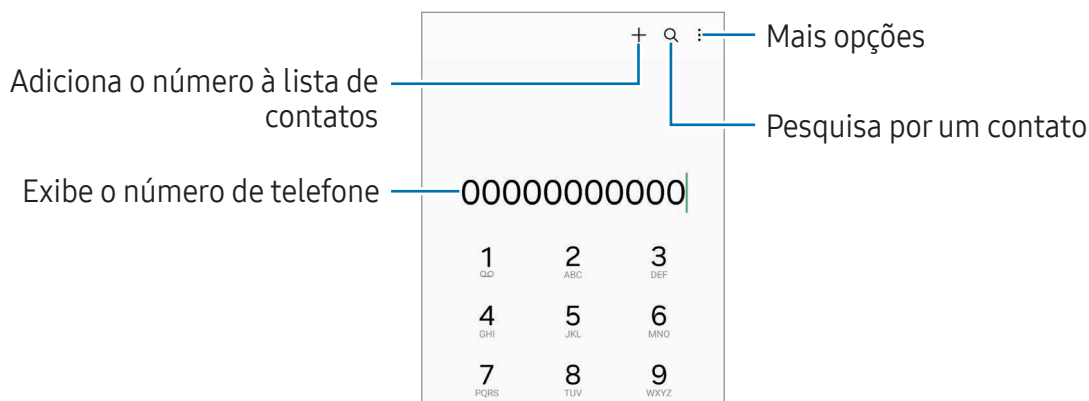 Mais opções
Adiciona o número à lista de
contatos
Pesquisa por um contato
Exibe o número de telefone
00000000000
1 2 3
ABC DEF
4 5 6
GHI JKL MNO
7 8 9
PQRS TUV WXYZ